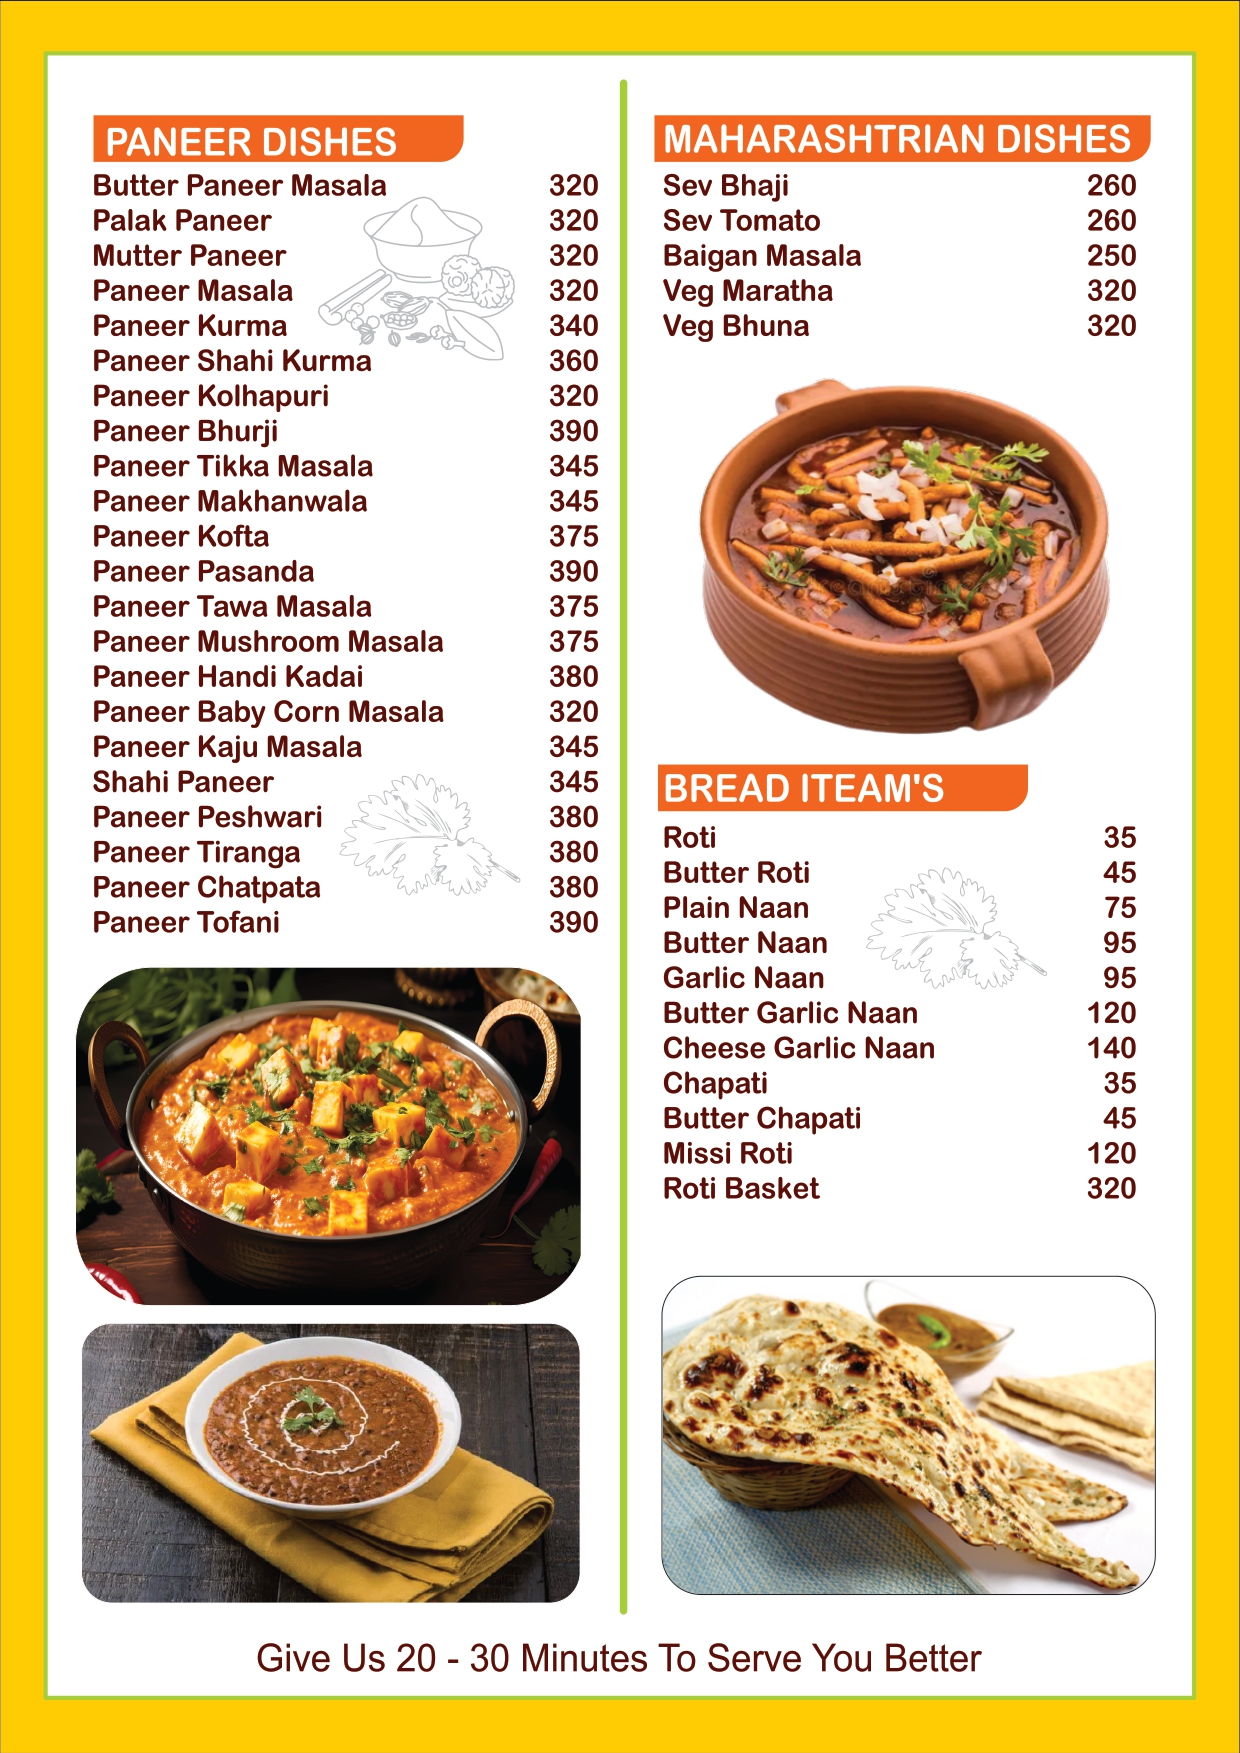 PANEER DISHES
Butter Paneer Masala 320
Palak Paneer 320
Mutter Paneer 320
Paneer Masala 320
Paneer Kurma 340
Paneer Shahi Kurma 360
Paneer Kolhapuri 320
Paneer Bhurji 390
Paneer Tikka Masala 345
Paneer Makhanwala 345
Paneer Kofta 375
Paneer Pasanda 390
Paneer Tawa Masala 375
Paneer Mushroom Masala 375
Paneer Handi Kadai 380
Paneer Baby Corn Masala 320
Paneer Kaju Masala 345
Shahi Paneer 345
Paneer Peshwari 380
Paneer Tiranga 380
Paneer Chatpata 380
Paneer Tofani 390
MAHARASHTRIAN DISHES
Sev Bhaji 260
Sev Tomato 260
Baigan Masala 250
Veg Maratha 320
Veg Bhuna 320
BREAD ITEAM'S
Roti 35
Butter Roti 45
Plain Naan 75
Butter Naan 95
Garlic Naan 95
Butter Garlic Naan 120
Cheese Garlic Naan 140
Chapati 35
Butter Chapati 45
Missi Roti 120
Roti Basket 320
Give Us 20 - 30 Minutes To Serve You Better